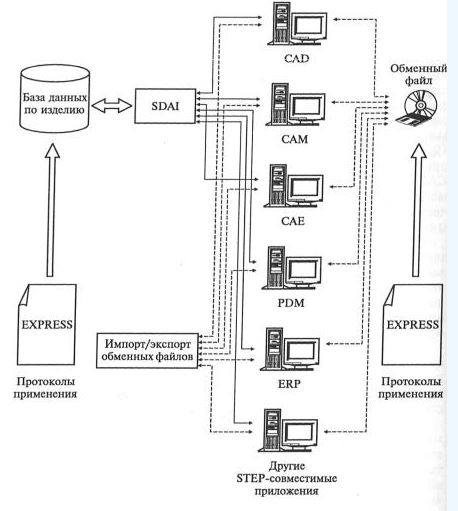 CAD
База данных
по изделию
SDAI
Обменный
файл
CAM
CAE
PDM
EXPRESS
Протоколы
применения
Импорт/экспорт
обменных файлов
ERP
EXPRESS
Протоколы
применения
Другие
STEP-совместимые
приложения